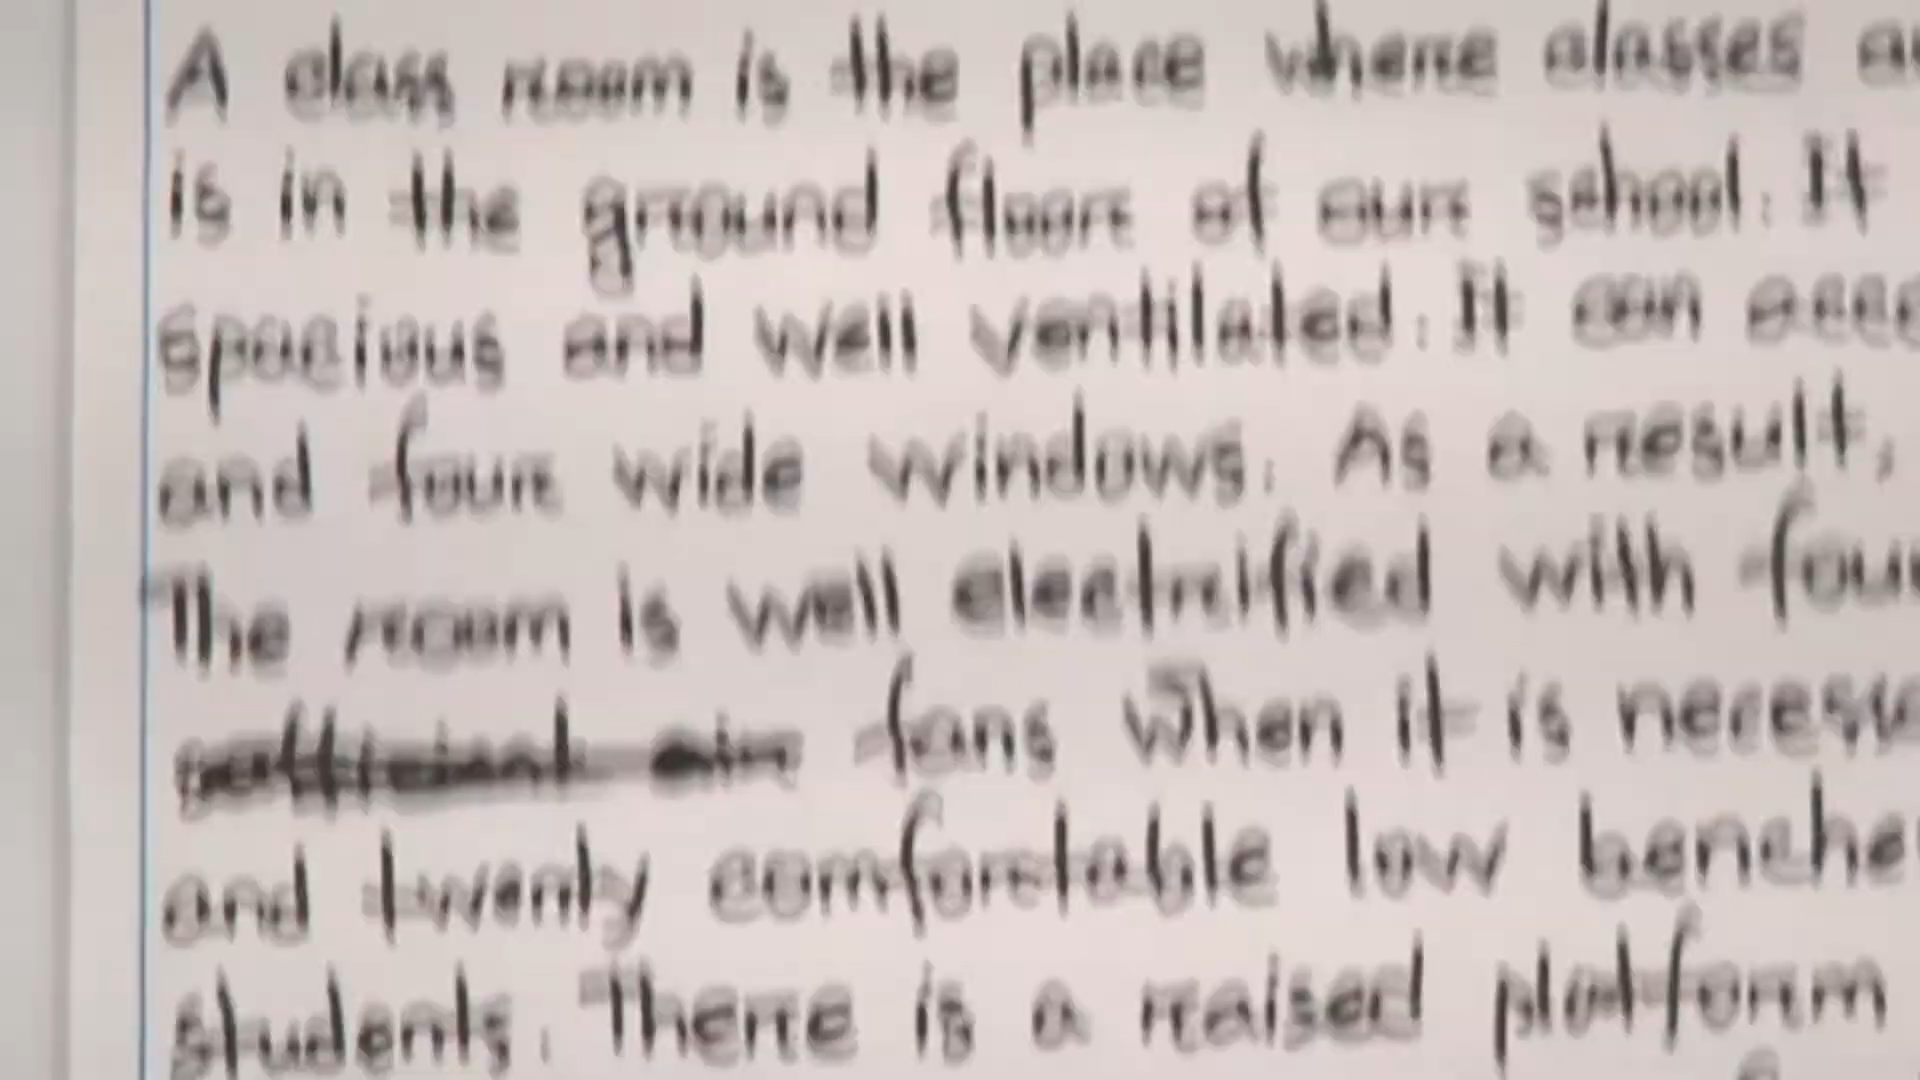 A class room is the place where classes
is in the ground floor of our school. It
spacious and well ventilated. It can
and four wide windows. As a result,
The room is well electrified with
fans when it is
and twenty comfortable low
students. There is a raised platform